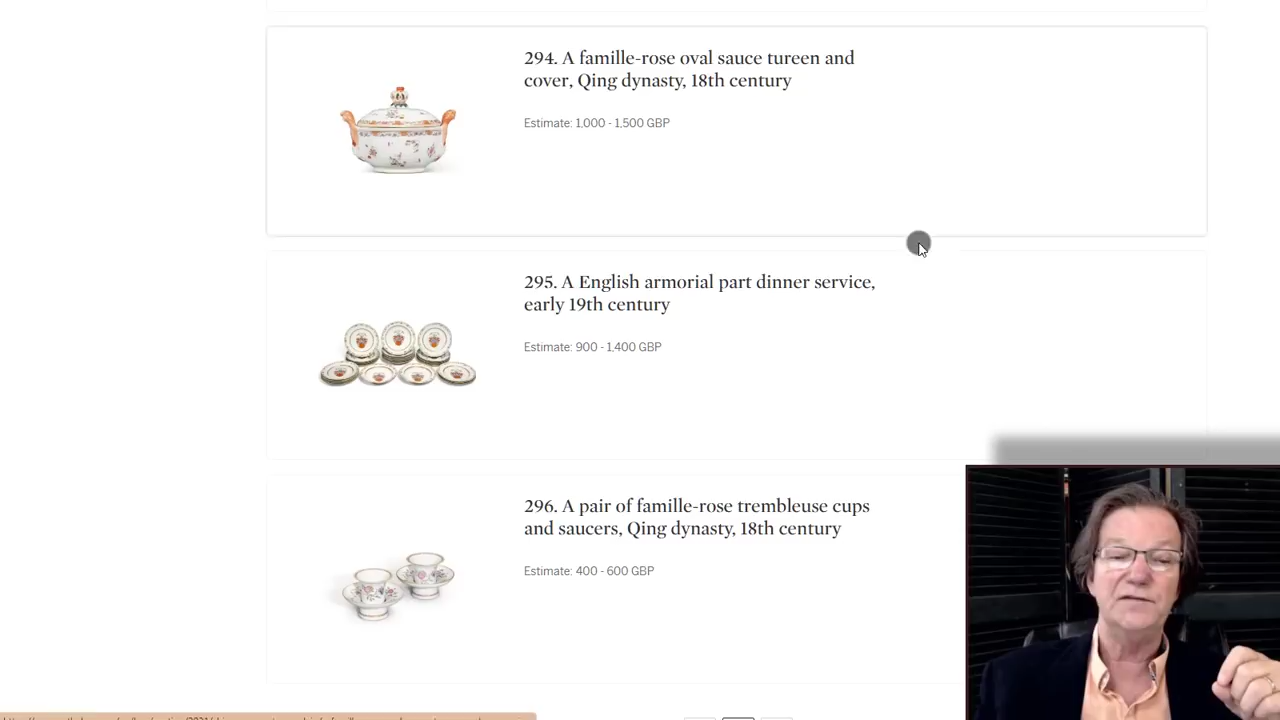 294. A famille-rose oval sauce tureen and
cover, Qing dynasty, 18th century
Estimate: 1,000 - 1,500 GBP
295. A English armorial part dinner service,
early 19th century
Estimate: 900 - 1,400 GBP
296. A pair of famille-rose trembleuse cups
and saucers, Qing dynasty, 18th century
Estimate: 400 - 600 GBP